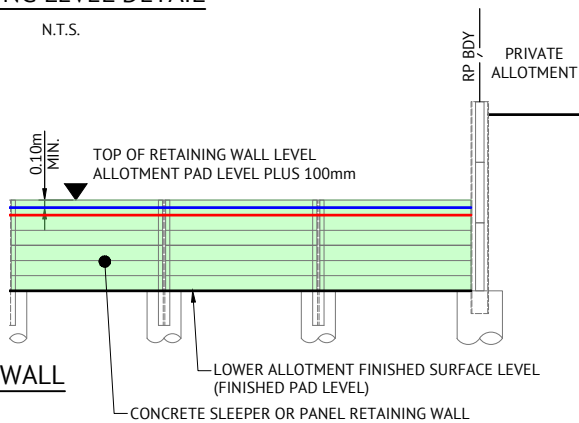 NG LEVEL DETAIL
N.T.S.
RP BDY
PRIVATE
ALLOTMENT
0.10m
MIN.
TOP OF RETAINING WALL LEVEL
ALLOTMENT PAD LEVEL PLUS 100mm
LOWER ALLOTMENT FINISHED SURFACE LEVEL
(FINISHED PAD LEVEL)
WALL
CONCRETE SLEEPER OR PANEL RETAINING WALL